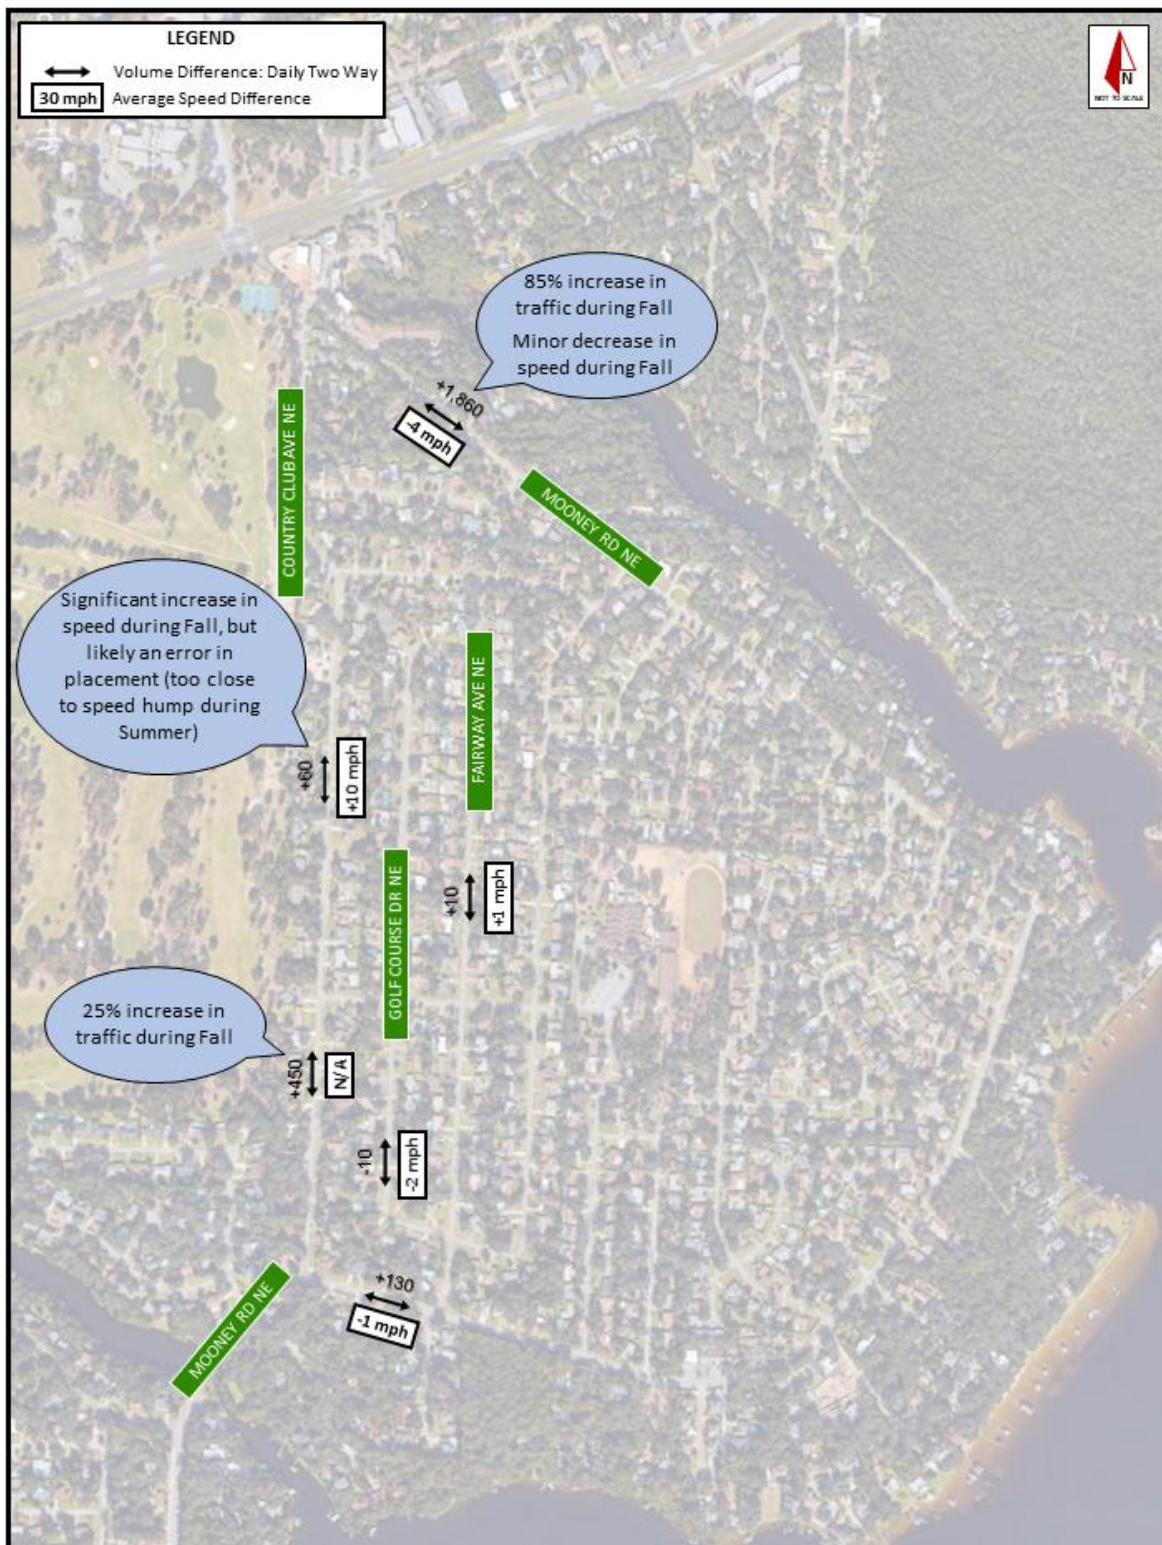 LEGEND
Volume Difference: Daily Two Way
30 mph Average Speed Difference
N
NOT TO SCALE
85% increase in
traffic during Fall
Minor decrease in
speed during Fall
+1,860
-4 mph
COUNTRY CLUB AVE NE
MOONEY RD NE
Significant increase in
speed during Fall, but
likely an error in
placement (too close
to speed hump during
Summer)
FAIRWAY AVE NE
+60
+10 mph
GOLF COURSE DR NE
+10
+1 mph
25% increase in
traffic during Fall
+450
N/A
-10
-2 mph
MOONEY RD NE
+130
-1 mph